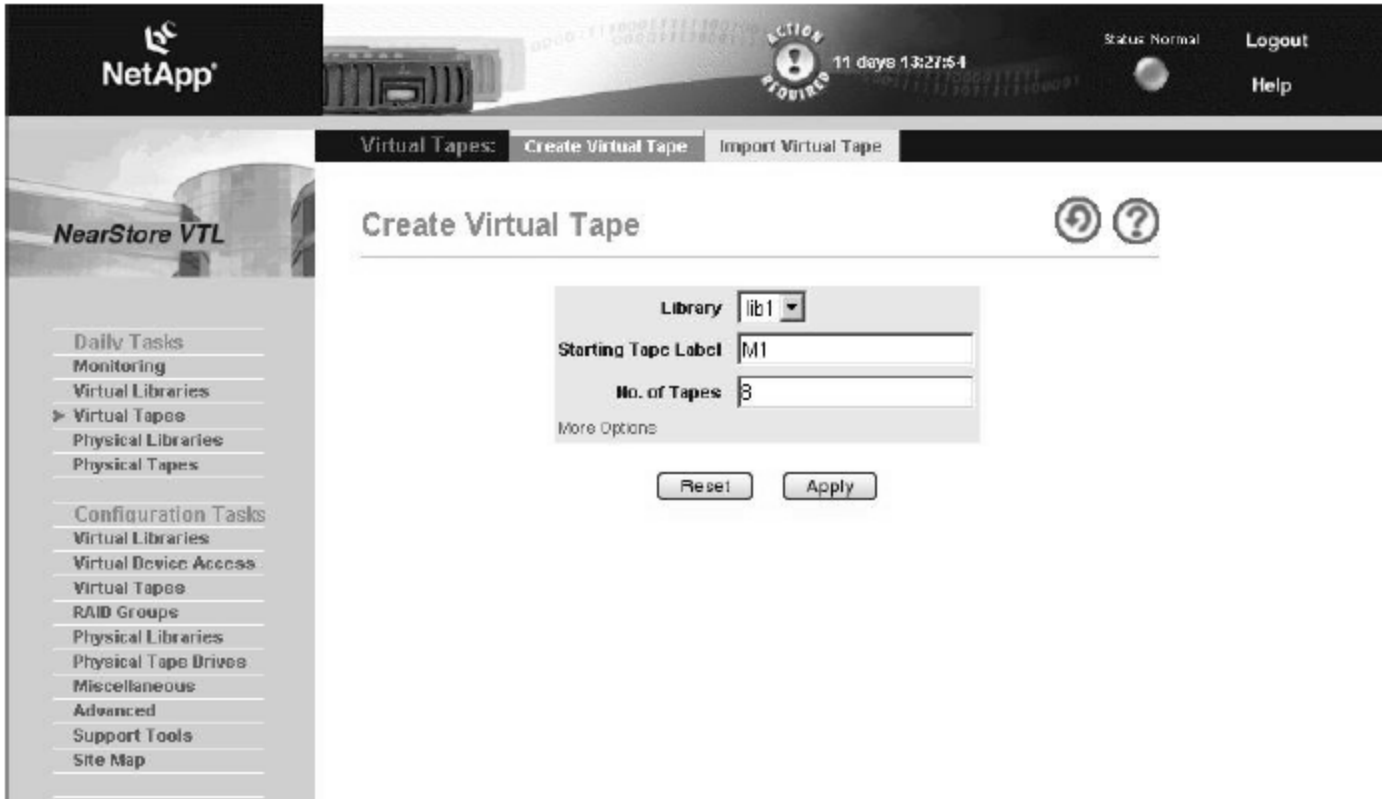 NetApp
ACTION REQUIRED
11 days 13:27:54
Status Normal
Logout
Help
Virtual Tapes:
Create Virtual Tape
Import Virtual Tape
NearStore VTL
Create Virtual Tape
Library lib1
Starting Tape Label M1
No. of Tapes 8
More Options
Reset Apply
Daily Tasks
Monitoring
Virtual Libraries
Virtual Tapes
Physical Libraries
Physical Tapes
Configuration Tasks
Virtual Libraries
Virtual Device Access
Virtual Tapes
RAID Groups
Physical Libraries
Physical Tape Drives
Miscellaneous
Advanced
Support Tools
Site Map